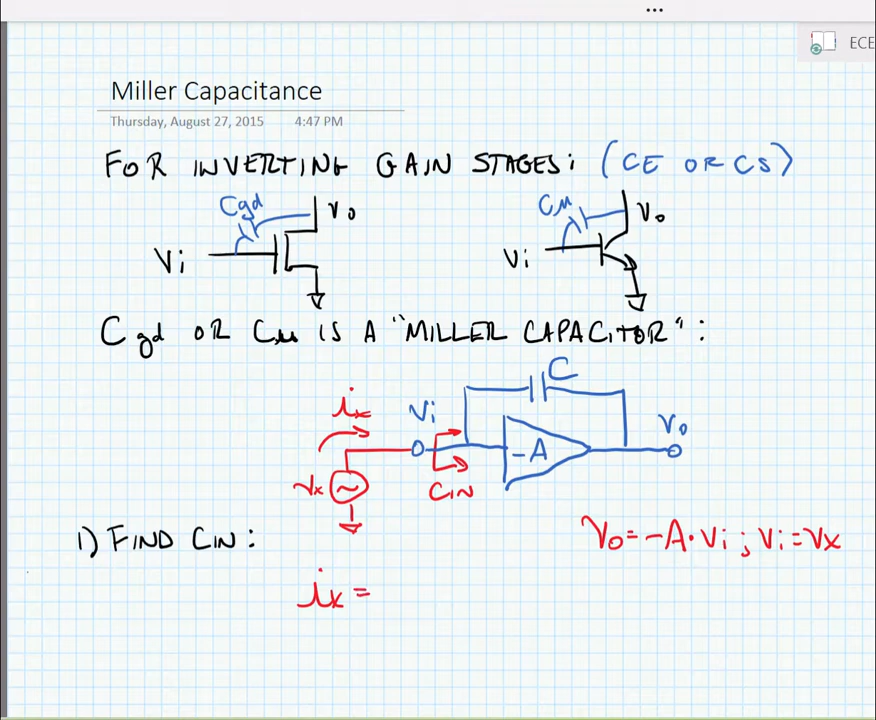 ECE
Miller Capacitance
Thursday, August 27, 2015 4:47 PM
FOR INVERTING GAIN STAGES: (CE OR CS)
Cgd Vo Cμ Vo
Vi Vi
Cgd OR Cμ IS A "MILLER CAPACITOR":
C
ix Vi Vo
-A
Vx CIN
1) FIND CIN: Vo = -A·Vi ; Vi = Vx
ix =